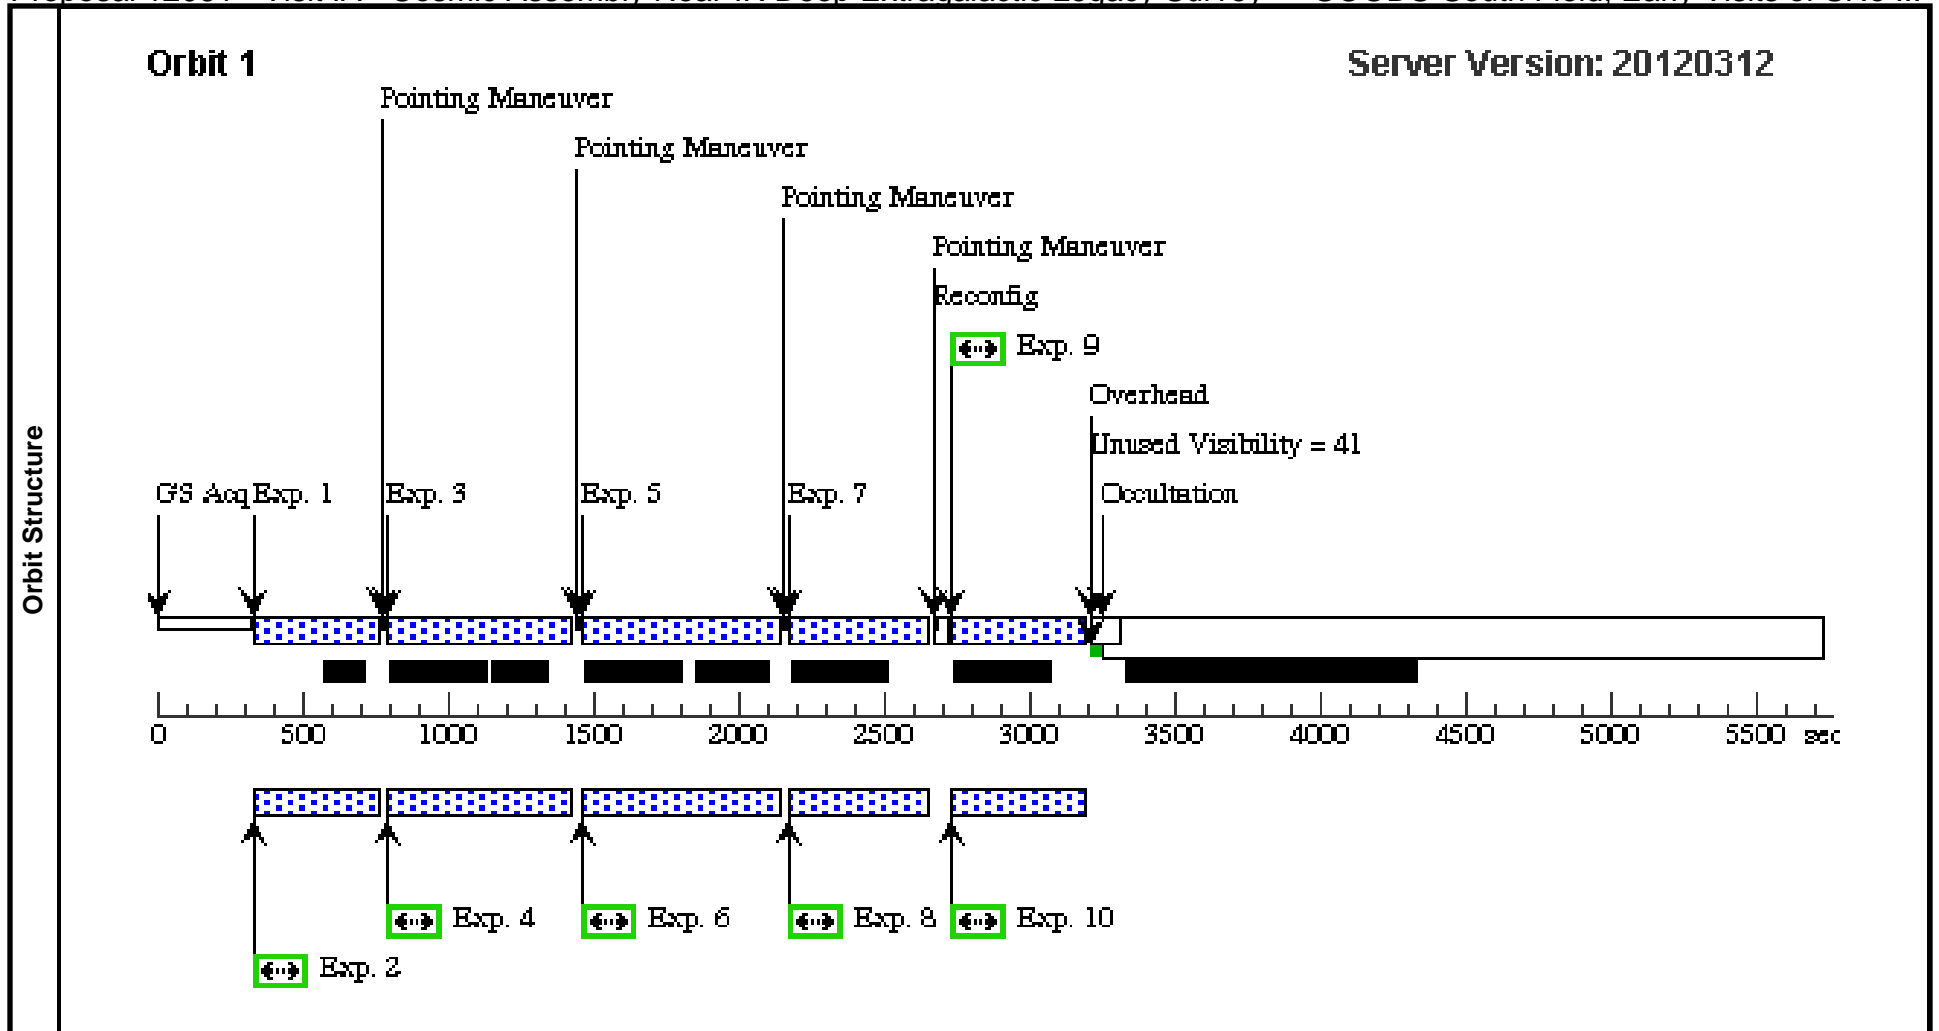 Orbit 1
Server Version: 20120312
Pointing Maneuver
Pointing Maneuver
Pointing Maneuver
Pointing Maneuver
Reconfig
Exp. 9
Overhead
Unused Visibility = 41
GS Acq Exp. 1 Exp. 3 Exp. 5 Exp. 7 Occultation
Orbit Structure
0 500 1000 1500 2000 2500 3000 3500 4000 4500 5000 5500 sec
Exp. 4 Exp. 6 Exp. 8 Exp. 10
Exp. 2